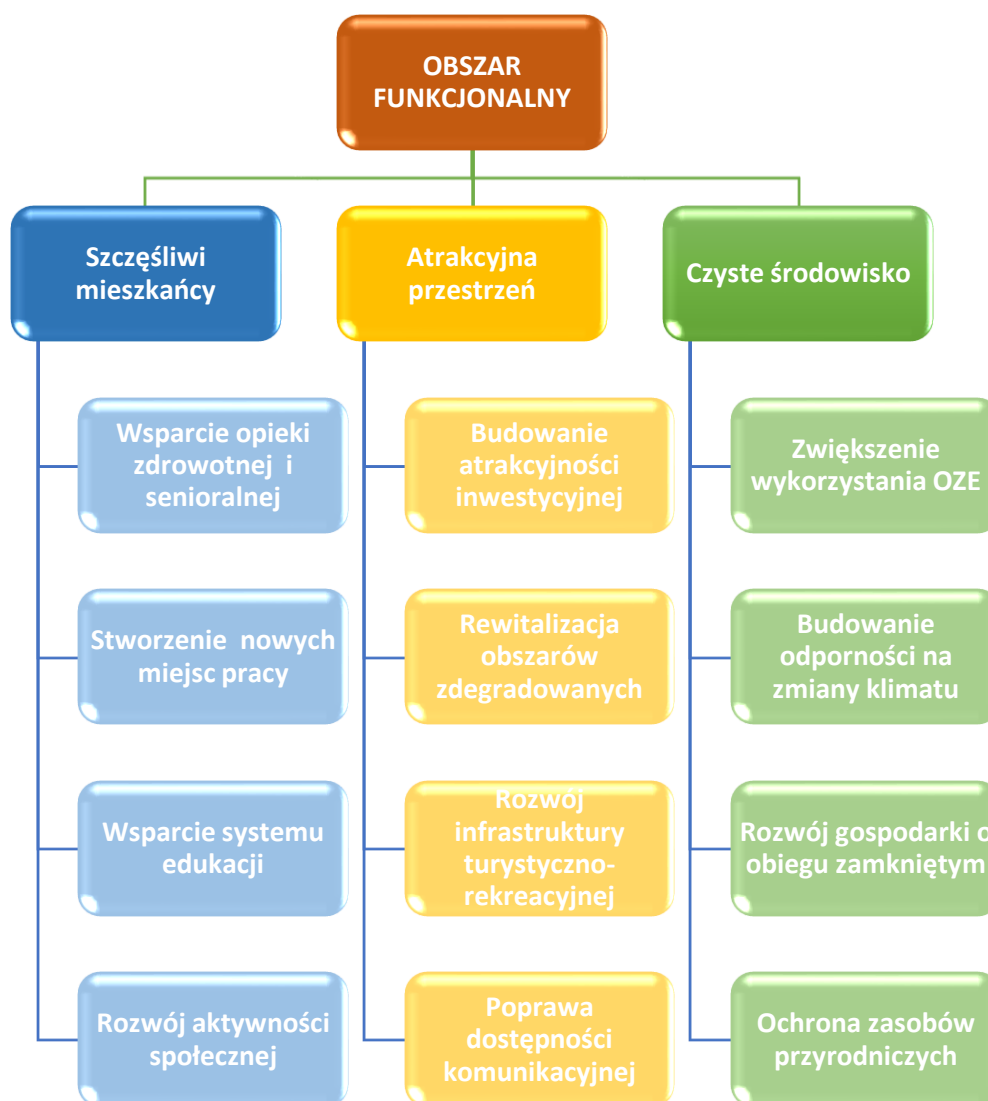 OBSZAR
FUNKCJONALNY
Szczęśliwi
mieszkańcy
Wsparcie opieki
zdrowotnej i
senioralnej
Stworzenie nowych
miejsc pracy
Wsparcie systemu
edukacji
Rozwój aktywności
społecznej
Atrakcyjna
przestrzeń
Budowanie
atrakcyjności
inwestycyjnej
Rewitalizacja
obszarów
zdegradowanych
Rozwój
infrastruktury
turystyczno-
rekreacyjnej
Poprawa
dostępności
komunikacyjnej
Czyste środowisko
Zwiększenie
wykorzystania OZE
Budowanie
odporności na
zmiany klimatu
Rozwój gospodarki o
obiegu zamkniętym
Ochrona zasobów
przyrodniczych